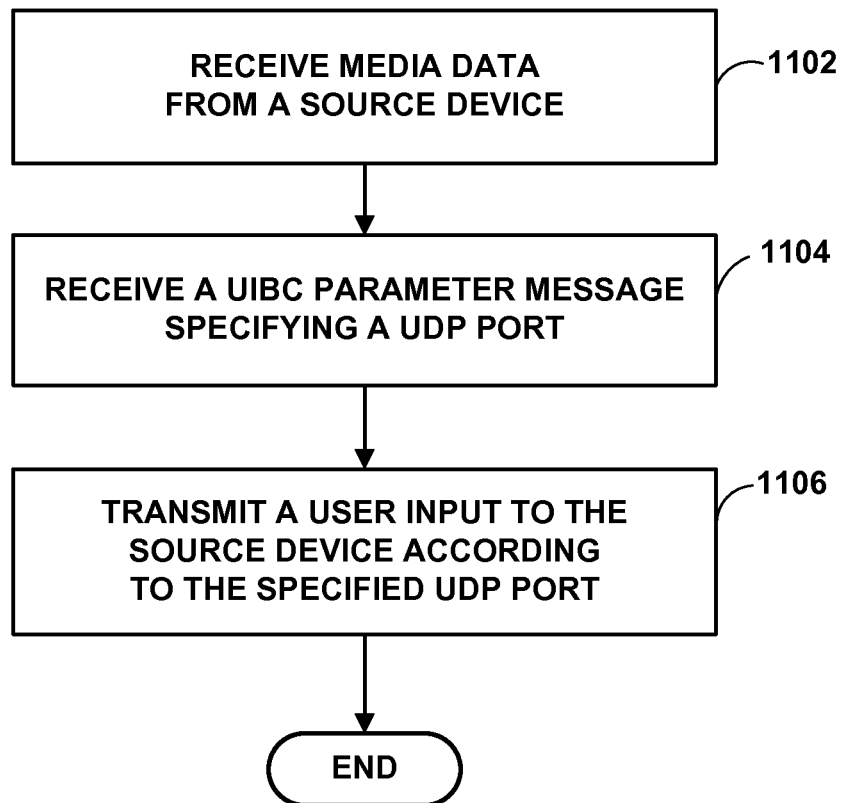 RECEIVE MEDIA DATA
FROM A SOURCE DEVICE
1102
RECEIVE A UIBC PARAMETER MESSAGE
SPECIFYING A UDP PORT
1104
TRANSMIT A USER INPUT TO THE
SOURCE DEVICE ACCORDING
TO THE SPECIFIED UDP PORT
1106
END